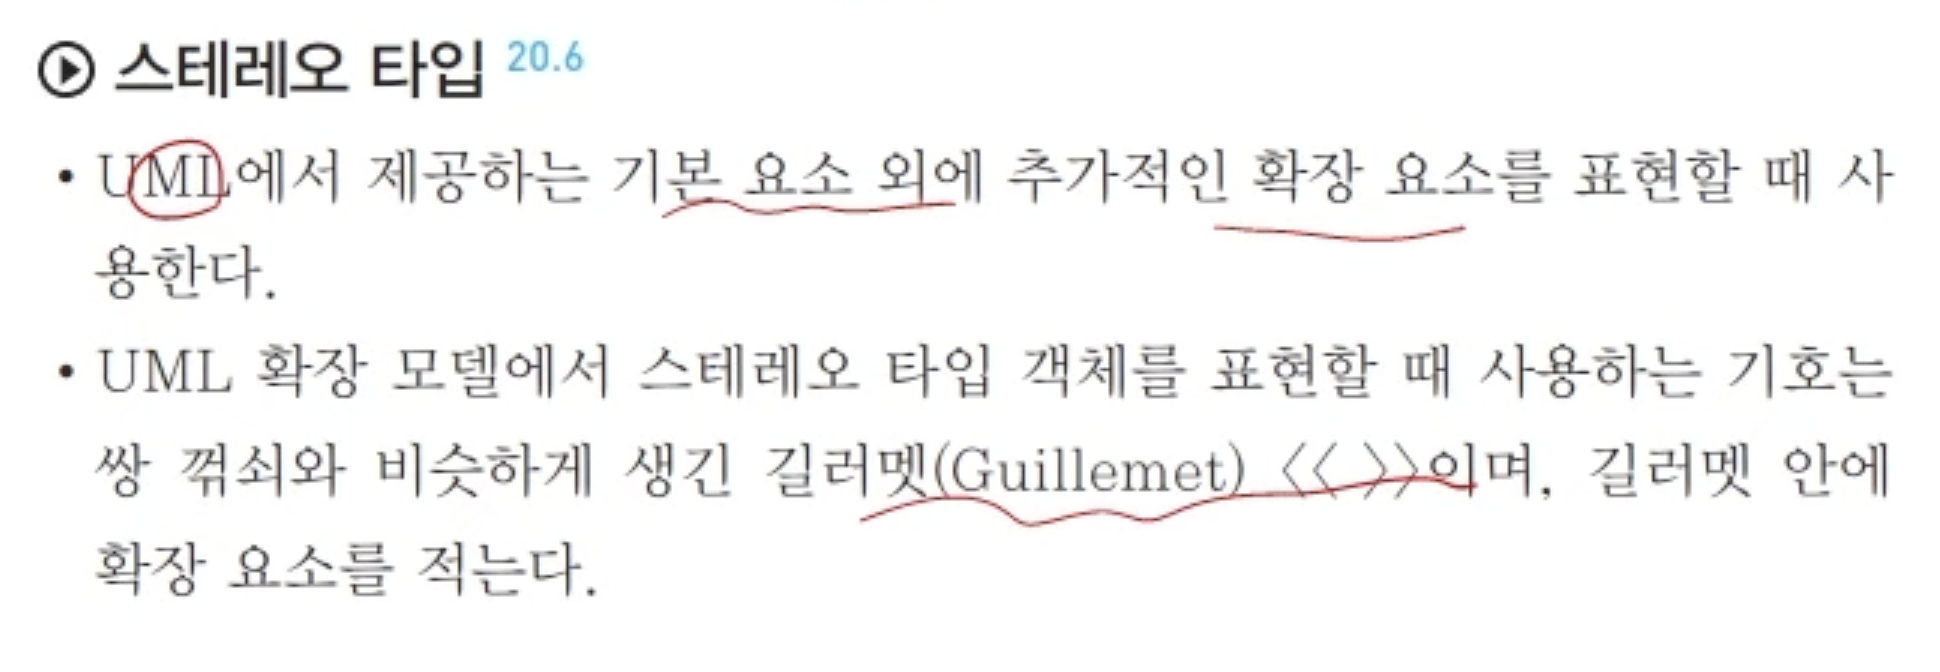 스테레오 타입 20.6
• UML에서 제공하는 기본 요소 외에 추가적인 확장 요소를 표현할 때 사
용한다.
• UML 확장 모델에서 스테레오 타입 객체를 표현할 때 사용하는 기호는
쌍 꺾쇠와 비슷하게 생긴 길러멧(Guillemet) 〈〈 〉〉이며, 길러멧 안에
확장 요소를 적는다.